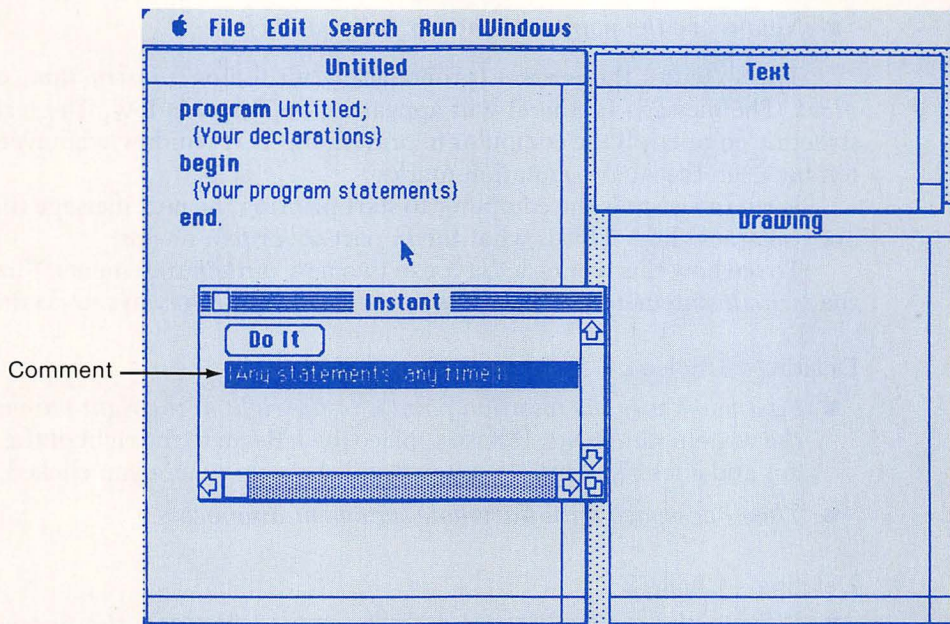 File Edit Search Run Windows
Untitled
Text
program Untitled;
{Your declarations}
begin
{Your program statements}
end.
Drawing
Instant
Do It
Comment
{Any statements, any time.}